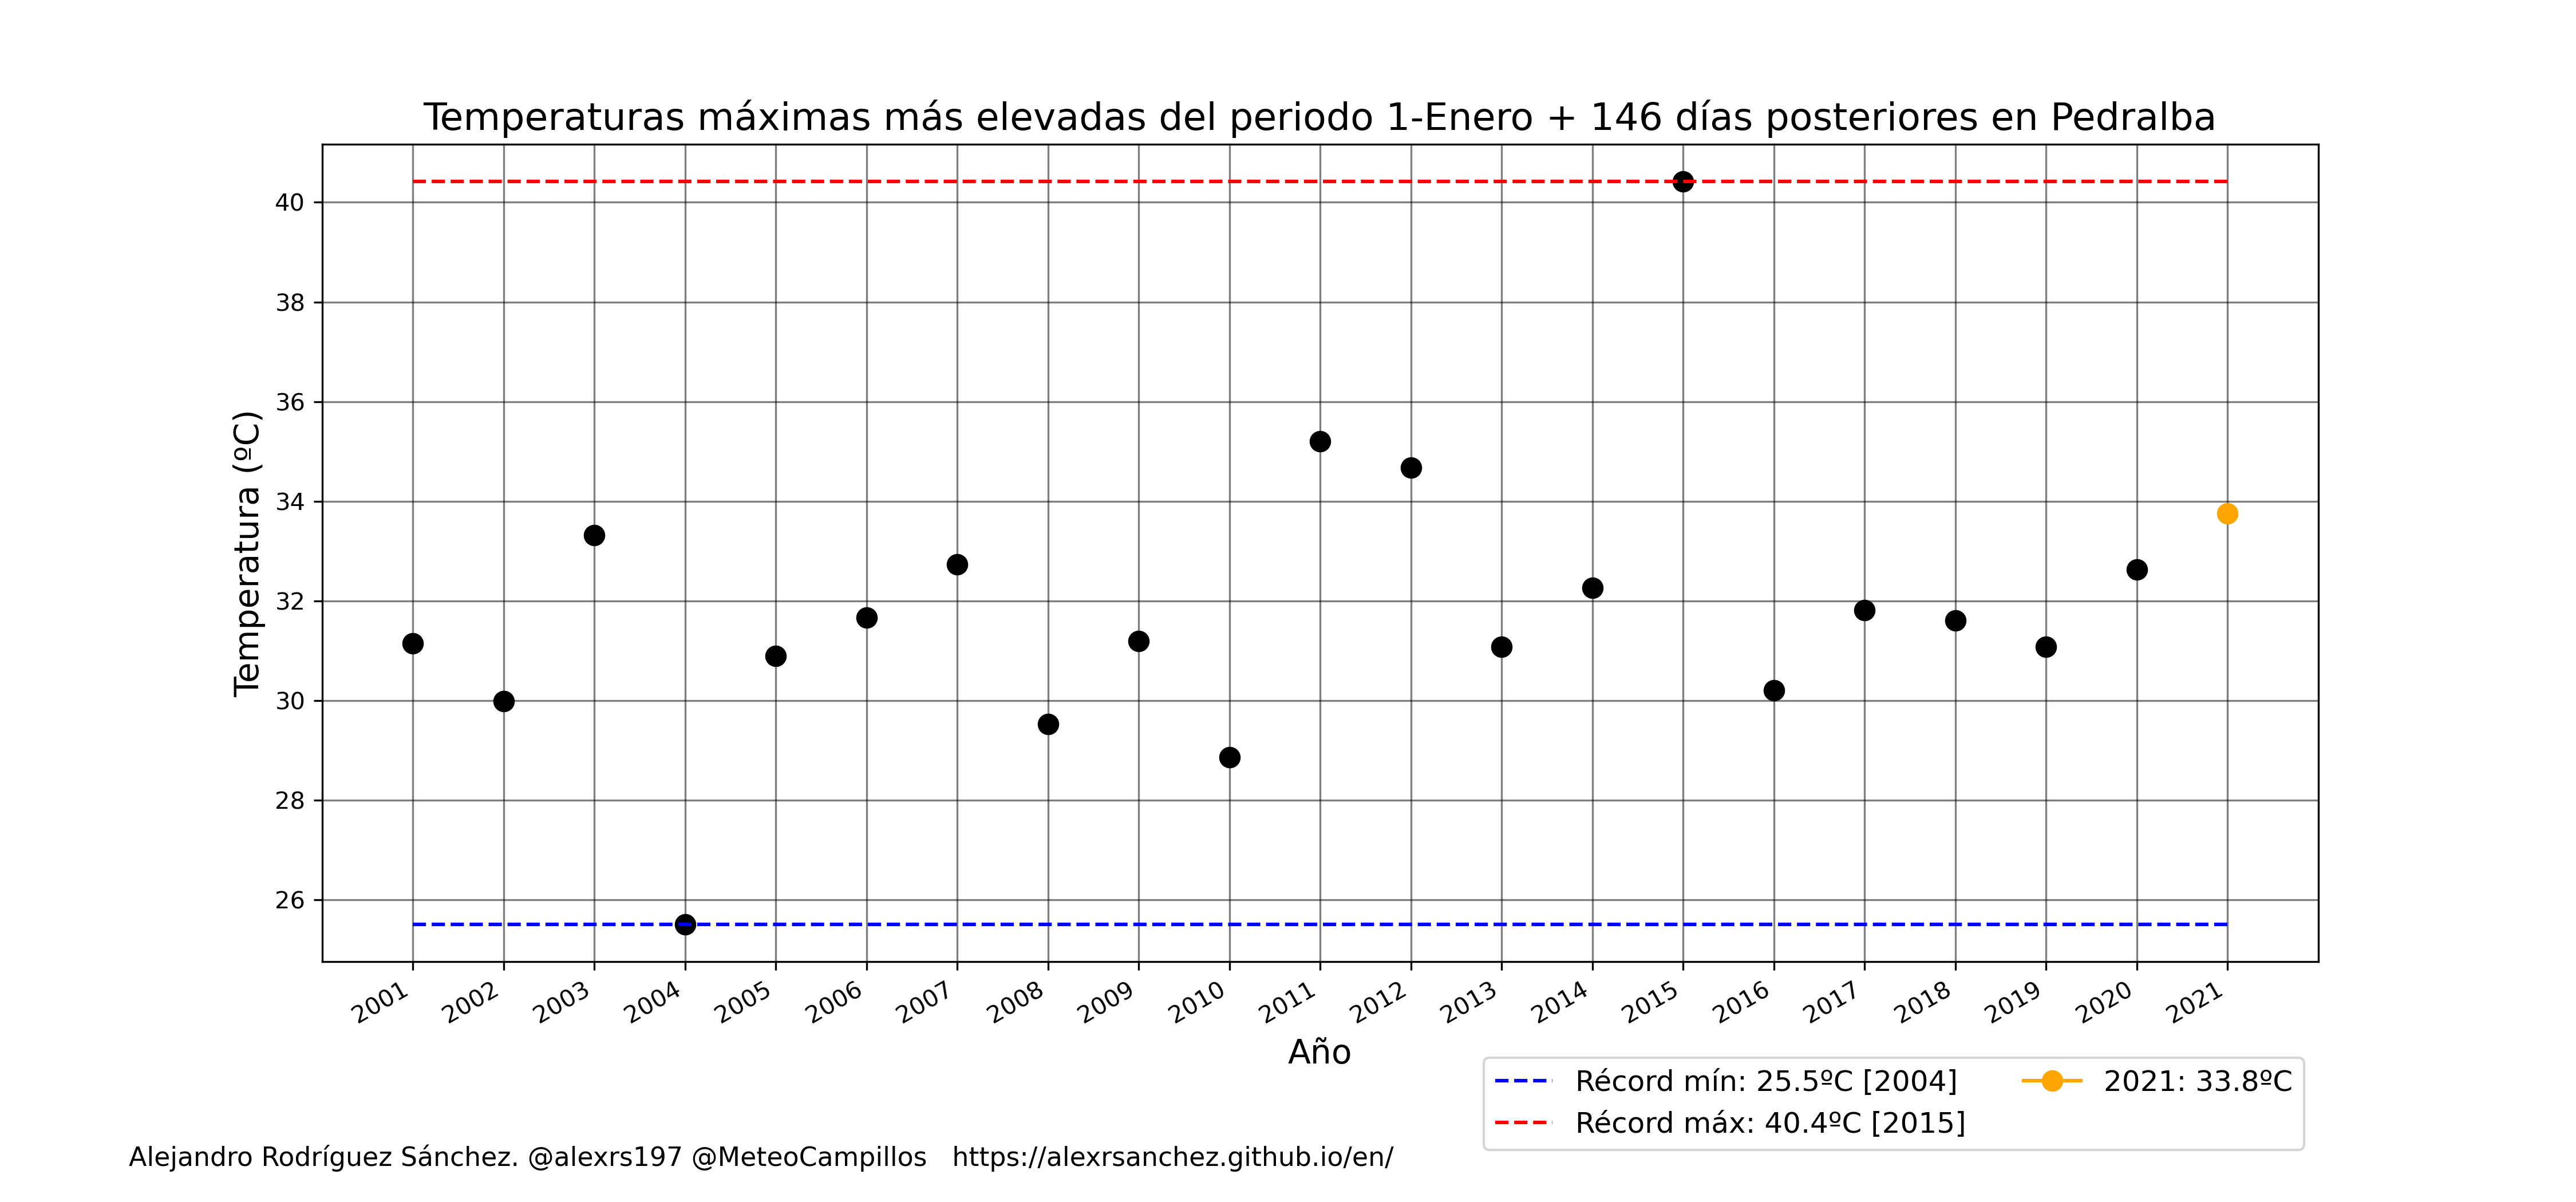 Temperaturas máximas más elevadas del periodo 1-Enero + 146 días posteriores en Pedralba
Temperatura (ºC)
40
38
36
34
32
30
28
26
2001 2002 2003 2004 2005 2006 2007 2008 2009 2010 2011 2012 2013 2014 2015 2016 2017 2018 2019 2020 2021
Año
Récord mín: 25.5ºC [2004]
Récord máx: 40.4ºC [2015]
2021: 33.8ºC
Alejandro Rodríguez Sánchez. @alexrs197 @MeteoCampillos https://alexrsanchez.github.io/en/